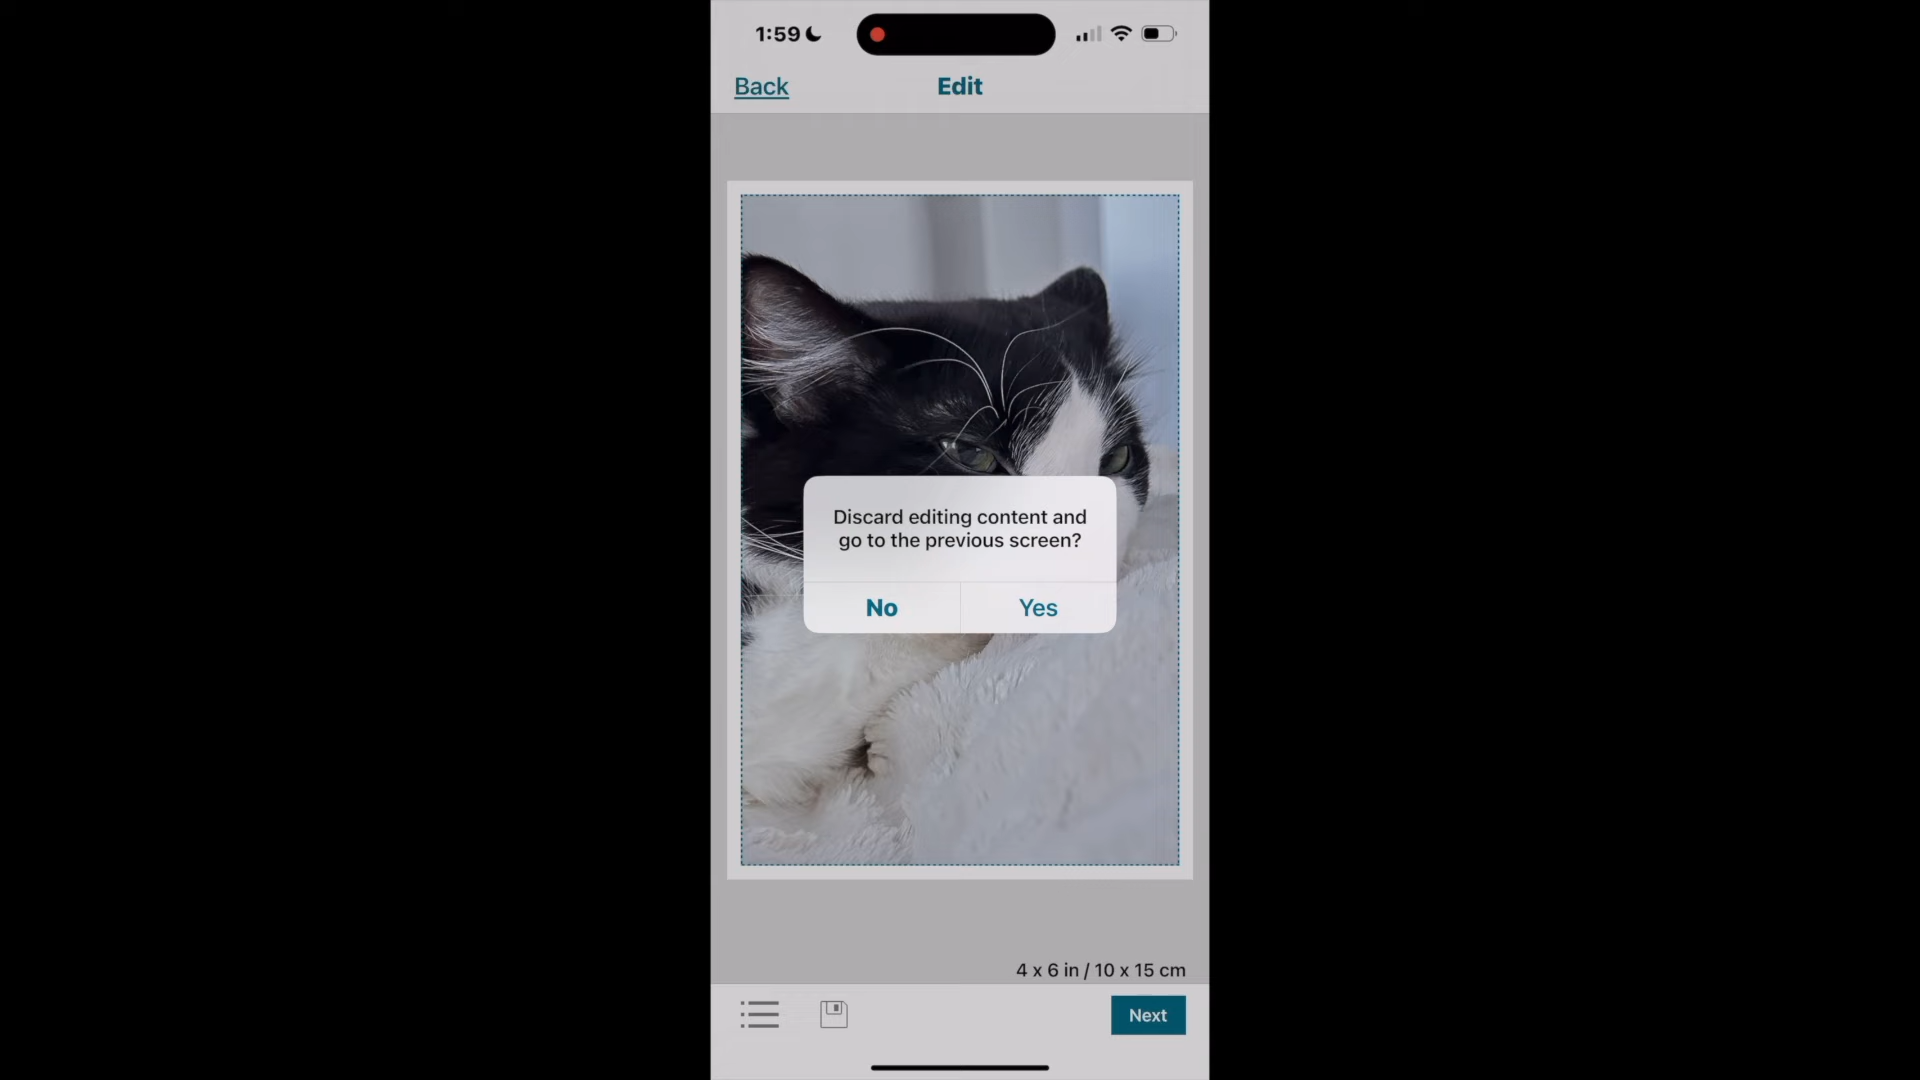 1:59
Back
Edit
Discard editing content and
go to the previous screen?
No
Yes
4 x 6 in / 10 x 15 cm
Next